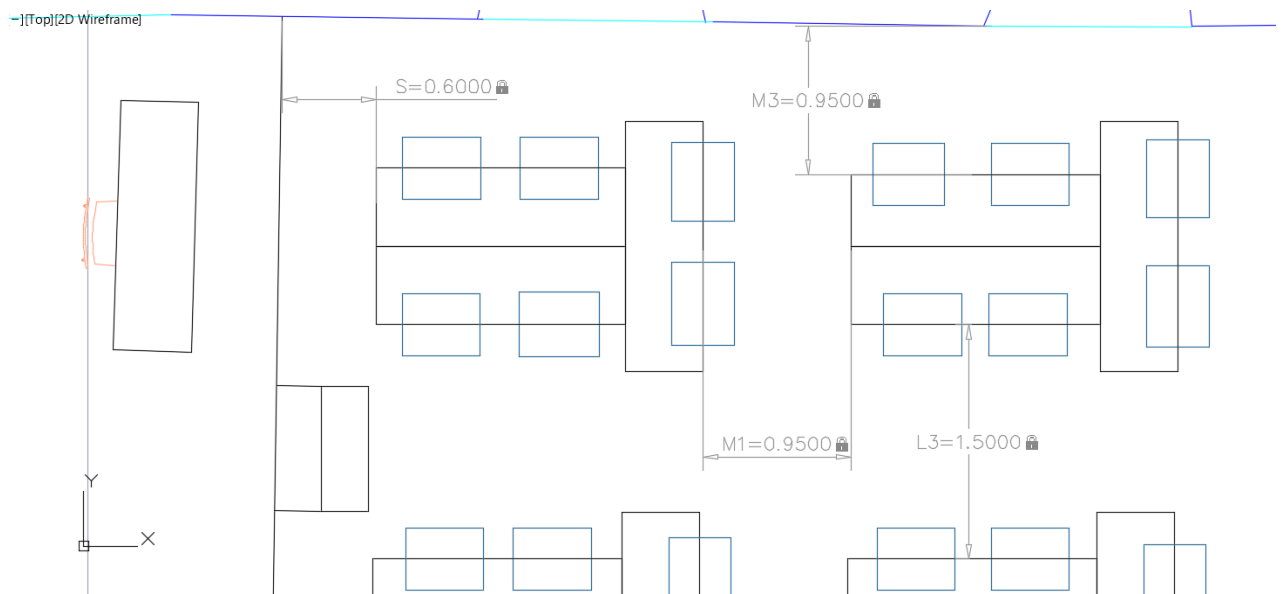 −][Top][2D Wireframe]
S=0.6000
M3=0.9500
M1=0.9500
L3=1.5000
Y
X